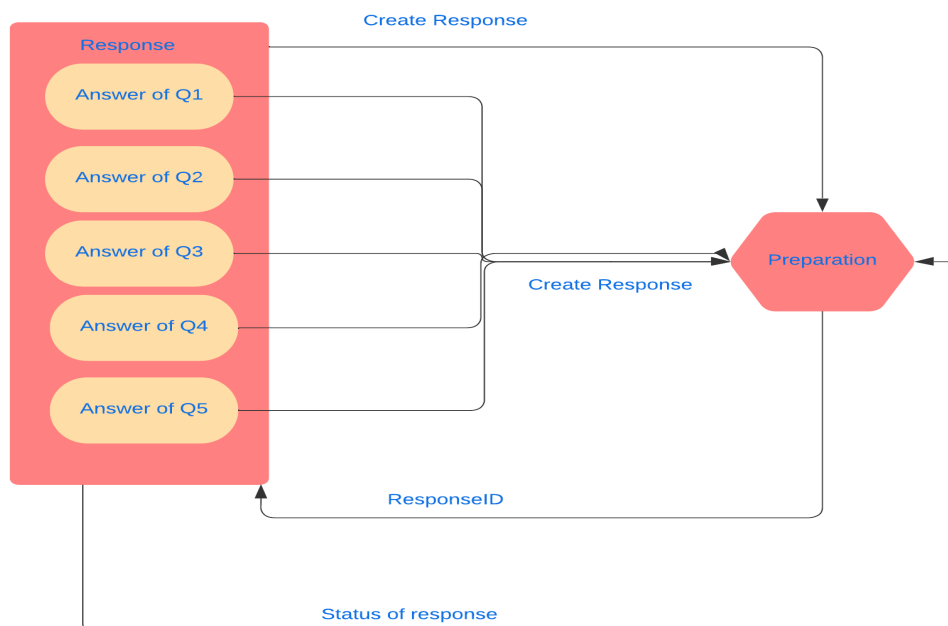 Create Response
Response
Answer of Q1
Answer of Q2
Answer of Q3
Preparation
Create Response
Answer of Q4
Answer of Q5
ResponseID
Status of response